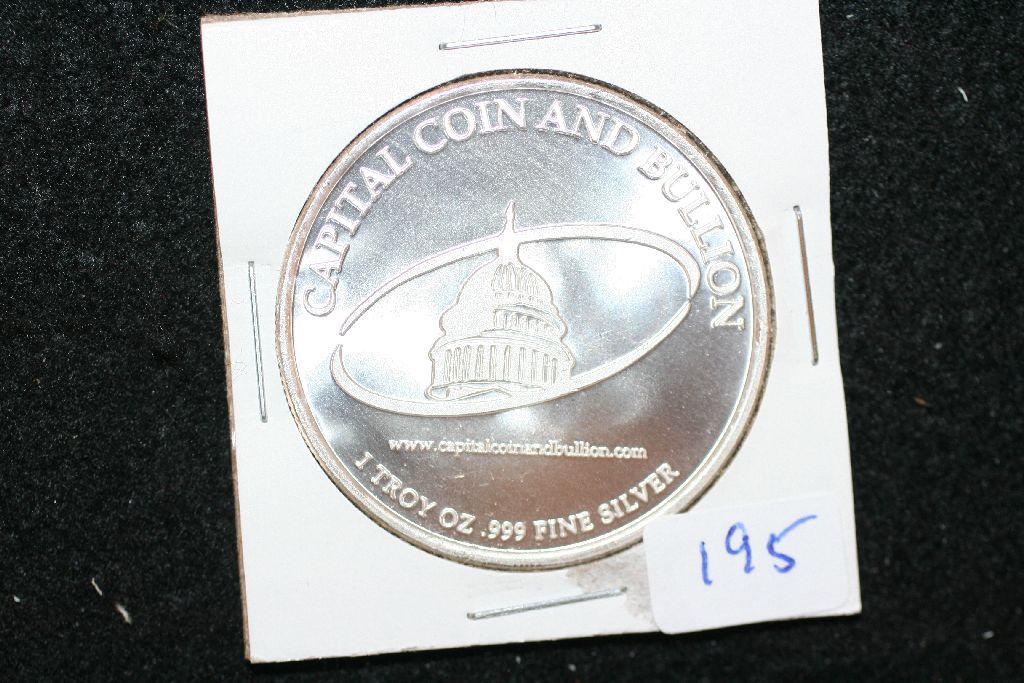 CAPITAL COIN AND BULLION
www.capitalcoinandbullion.com
1 TROY OZ .999 FINE SILVER
195